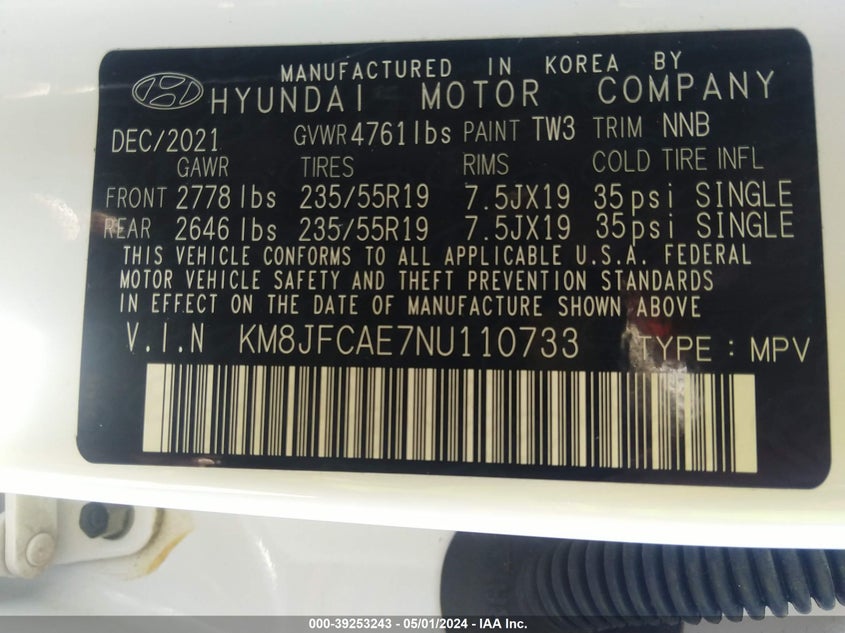 MANUFACTURED IN KOREA BY
HYUNDAI MOTOR COMPANY
DEC/2021 GVWR 4761lbs PAINT TW3 TRIM NNB
GAWR TIRES RIMS COLD TIRE INFL
FRONT 2778 lbs 235/55R19 7.5JX19 35psi SINGLE
REAR 2646 lbs 235/55R19 7.5JX19 35psi SINGLE
THIS VEHICLE CONFORMS TO ALL APPLICABLE U.S.A. FEDERAL
MOTOR VEHICLE SAFETY AND THEFT PREVENTION STANDARDS
IN EFFECT ON THE DATE OF MANUFACTURE SHOWN ABOVE
V.I.N KM8JFCAE7NU110733 TYPE : MPV
000-39253243 - 05/01/2024 - IAA Inc.